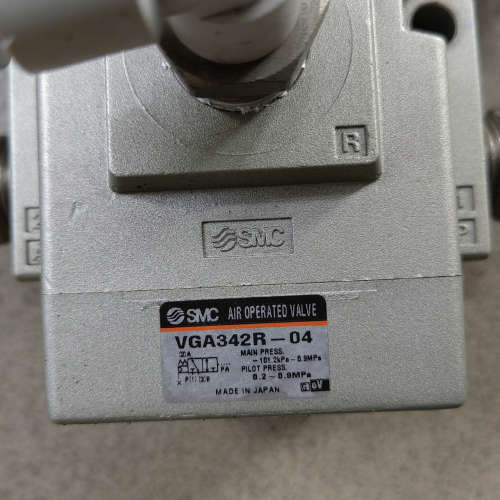 R
P
SMC
SMC AIR OPERATED VALVE
VGA342R-04
MAIN PRESS.
-101.2kPa-0.9MPa
PA PILOT PRESS.
0.2-0.9MPa
MADE IN JAPAN